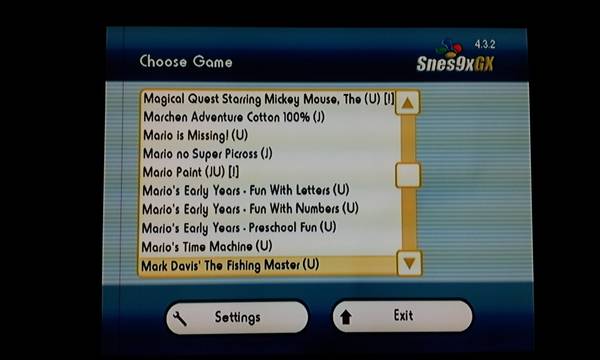 4.3.2
Choose Game
Snes9xGX
Magical Quest Starring Mickey Mouse, The (U) [!]
Marchen Adventure Cotton 100% (J)
Mario is Missing! (U)
Mario no Super Picross (J)
Mario Paint (JU) [!]
Mario's Early Years - Fun With Letters (U)
Mario's Early Years - Fun With Numbers (U)
Mario's Early Years - Preschool Fun (U)
Mario's Time Machine (U)
Mark Davis' The Fishing Master (U)
Settings
Exit